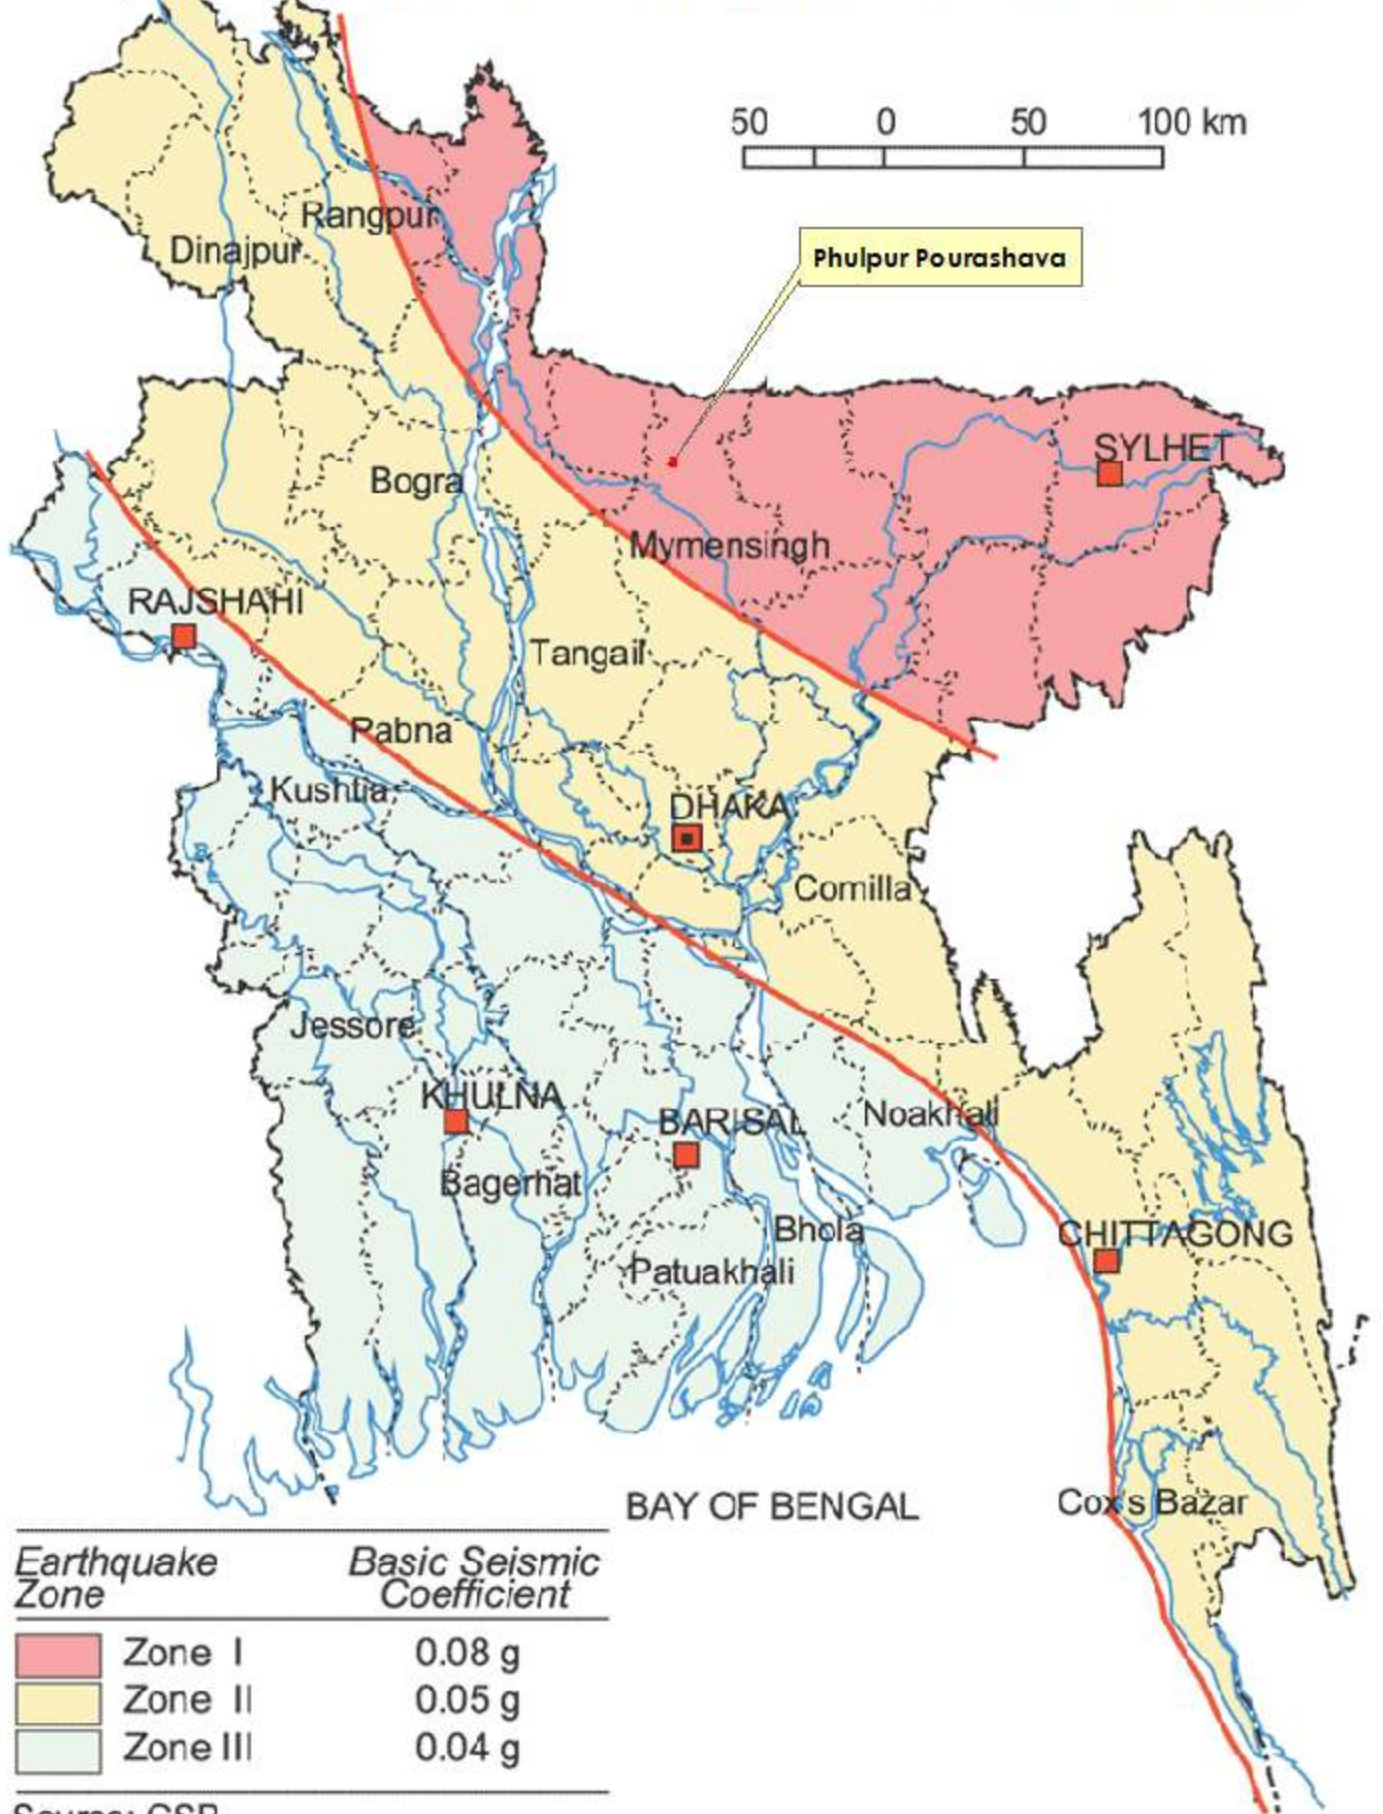 50 0 50 100 km
Rangpur
Dinajpur
Phulpur Pourashava
SYLHET
Bogra
Mymensingh
RAJSHAHI
Tangail
Pabna
Kushtia
DHAKA
Comilla
Jessore
KHULNA
BARISAL
Noakhali
Bagerhat
Bhola
CHITTAGONG
Patuakhali
BAY OF BENGAL
Cox's Bazar
Earthquake Zone
Basic Seismic Coefficient
Zone I 0.08 g
Zone II 0.05 g
Zone III 0.04 g
Source: GSB